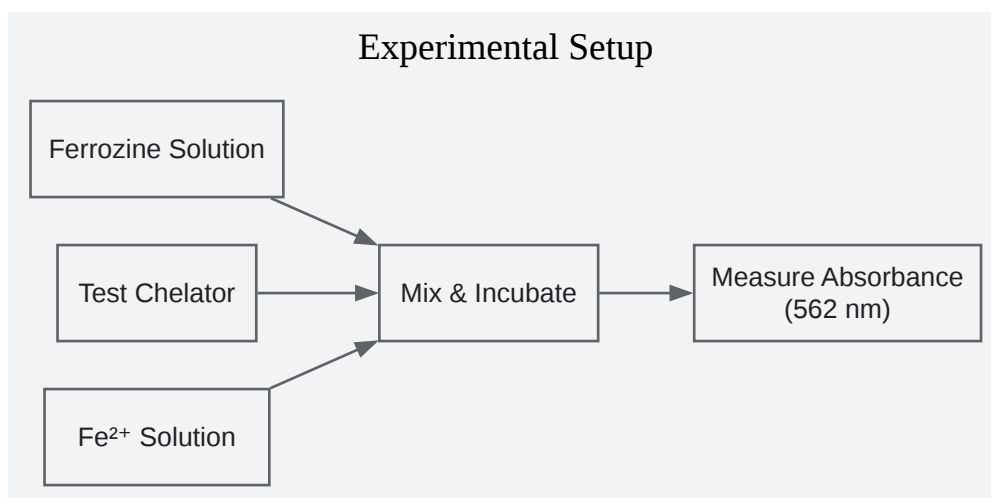 Experimental Setup
Ferrozine Solution
Test Chelator
Mix & Incubate
Measure Absorbance
(562 nm)
Fe²⁺ Solution